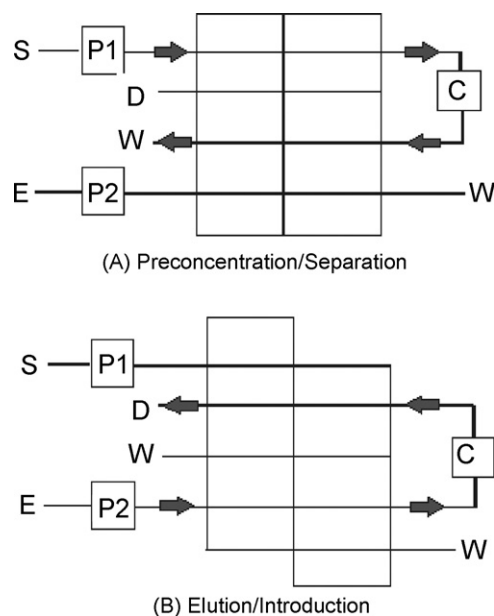 S P1
D C
W
E P2 W
(A) Preconcentration/Separation
S P1
D
W C
E P2
W
(B) Elution/Introduction